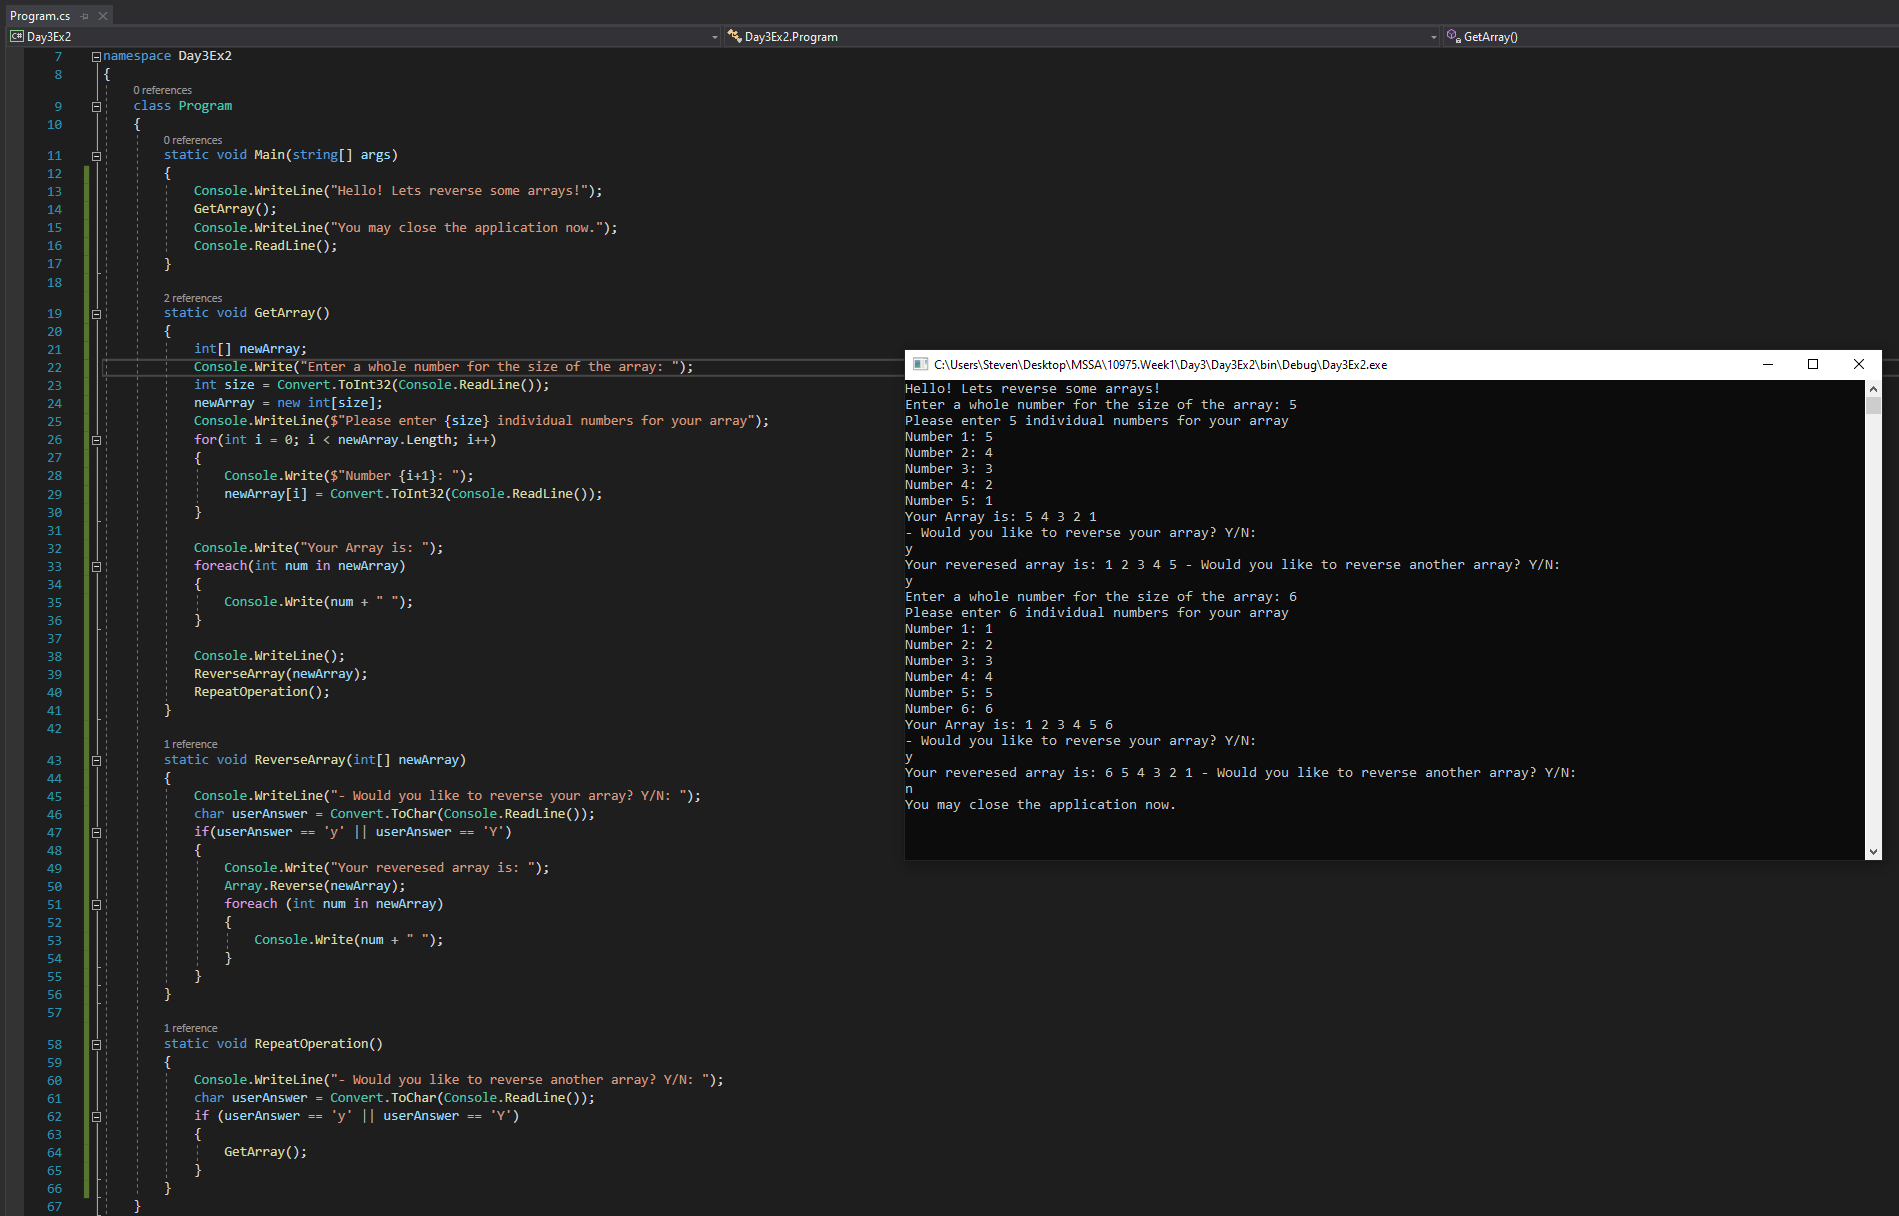 Program.cs
Day3Ex2 Day3Ex2.Program GetArray()
7 namespace Day3Ex2
8 {
0 references
9 class Program
10 {
0 references
11 static void Main(string[] args)
12 {
13 Console.WriteLine("Hello! Lets reverse some arrays!");
14 GetArray();
15 Console.WriteLine("You may close the application now.");
16 Console.ReadLine();
17 }
18
2 references
19 static void GetArray()
20 {
21 int[] newArray;
22 Console.Write("Enter a whole number for the size of the array: ");
23 int size = Convert.ToInt32(Console.ReadLine());
24 newArray = new int[size];
25 Console.WriteLine($"Please enter {size} individual numbers for your array");
26 for(int i = 0; i < newArray.Length; i++)
27 {
28 Console.Write($"Number {i+1}: ");
29 newArray[i] = Convert.ToInt32(Console.ReadLine());
30 }
31
32 Console.Write("Your Array is: ");
33 foreach(int num in newArray)
34 {
35 Console.Write(num + " ");
36 }
37
38 Console.WriteLine();
39 ReverseArray(newArray);
40 RepeatOperation();
41 }
42
1 reference
43 static void ReverseArray(int[] newArray)
44 {
45 Console.WriteLine("- Would you like to reverse your array? Y/N: ");
46 char userAnswer = Convert.ToChar(Console.ReadLine());
47 if(userAnswer == 'y' || userAnswer == 'Y')
48 {
49 Console.Write("Your reveresed array is: ");
50 Array.Reverse(newArray);
51 foreach (int num in newArray)
52 {
53 Console.Write(num + " ");
54 }
55 }
56 }
57
1 reference
58 static void RepeatOperation()
59 {
60 Console.WriteLine("- Would you like to reverse another array? Y/N: ");
61 char userAnswer = Convert.ToChar(Console.ReadLine());
62 if (userAnswer == 'y' || userAnswer == 'Y')
63 {
64 GetArray();
65 }
66 }
67 }
C:\Users\Steven\Desktop\MSSA\10975.Week1\Day3\Day3Ex2\bin\Debug\Day3Ex2.exe
Hello! Lets reverse some arrays!
Enter a whole number for the size of the array: 5
Please enter 5 individual numbers for your array
Number 1: 5
Number 2: 4
Number 3: 3
Number 4: 2
Number 5: 1
Your Array is: 5 4 3 2 1
- Would you like to reverse your array? Y/N:
y
Your reveresed array is: 1 2 3 4 5 - Would you like to reverse another array? Y/N:
y
Enter a whole number for the size of the array: 6
Please enter 6 individual numbers for your array
Number 1: 1
Number 2: 2
Number 3: 3
Number 4: 4
Number 5: 5
Number 6: 6
Your Array is: 1 2 3 4 5 6
- Would you like to reverse your array? Y/N:
y
Your reveresed array is: 6 5 4 3 2 1 - Would you like to reverse another array? Y/N:
n
You may close the application now.